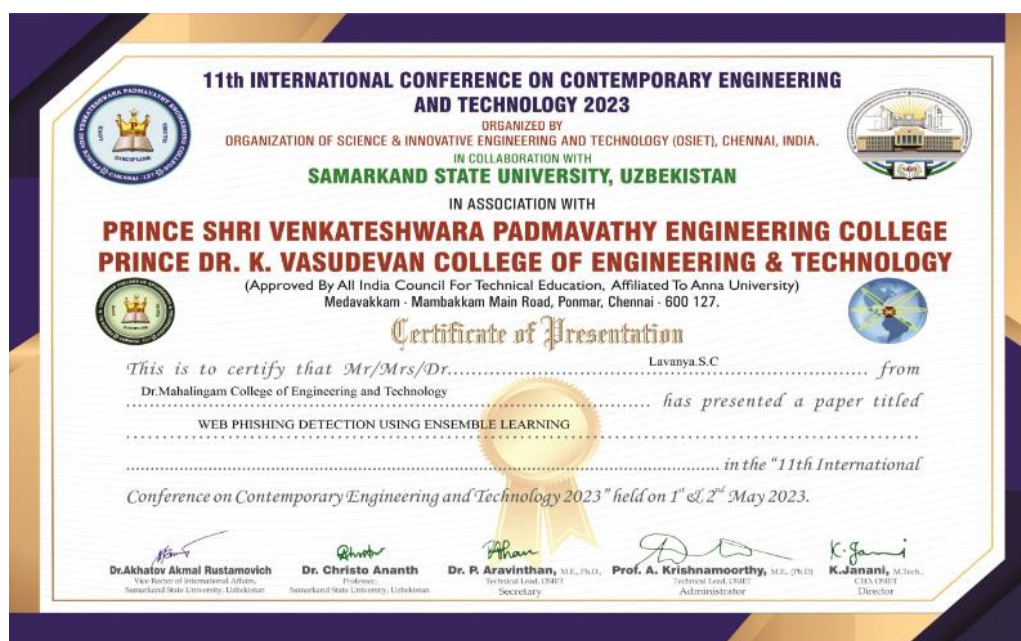 11th INTERNATIONAL CONFERENCE ON CONTEMPORARY ENGINEERING
AND TECHNOLOGY 2023
ORGANIZED BY
ORGANIZATION OF SCIENCE & INNOVATIVE ENGINEERING AND TECHNOLOGY (OSIET), CHENNAI, INDIA.
IN COLLABORATION WITH
SAMARKAND STATE UNIVERSITY, UZBEKISTAN
IN ASSOCIATION WITH
PRINCE SHRI VENKATESHWARA PADMAVATHY ENGINEERING COLLEGE
PRINCE DR. K. VASUDEVAN COLLEGE OF ENGINEERING & TECHNOLOGY
(Approved By All India Council For Technical Education, Affiliated To Anna University)
Medavakkam - Mambakkam Main Road, Ponmar, Chennai - 600 127.
Certificate of Presentation
This is to certify that Mr/Mrs/Dr. Lavanya.S.C from
Dr.Mahalingam College of Engineering and Technology has presented a paper titled
WEB PHISHING DETECTION USING ENSEMBLE LEARNING
in the "11th International
Conference on Contemporary Engineering and Technology 2023" held on 1st & 2nd May 2023.
Dr.Akhatov Akmal Rustamovich
Vice Rector of International Affairs,
Samarkand State University, Uzbekistan
Dr. Christo Ananth
Professor,
Samarkand State University, Uzbekistan
Dr. P. Aravinthan, M.E., Ph.D.,
Technical Lead, OSIET
Secretary
Prof. A. Krishnamoorthy, M.E., (Ph.D)
Technical Lead, OSIET
Administrator
K.Janani, M.Tech.,
CEO, OSIET
Director